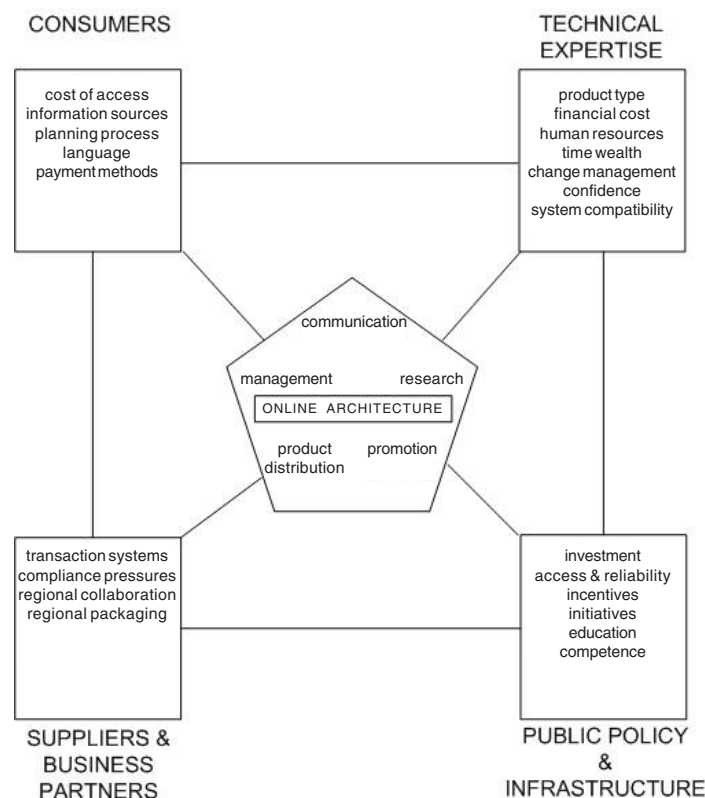 CONSUMERS
cost of access
information sources
planning process
language
payment methods
TECHNICAL
EXPERTISE
product type
financial cost
human resources
time wealth
change management
confidence
system compatibility
communication
management
research
ONLINE ARCHITECTURE
product
distribution
promotion
transaction systems
compliance pressures
regional collaboration
regional packaging
SUPPLIERS &
BUSINESS
PARTNERS
investment
access & reliability
incentives
initiatives
education
competence
PUBLIC POLICY
&
INFRASTRUCTURE